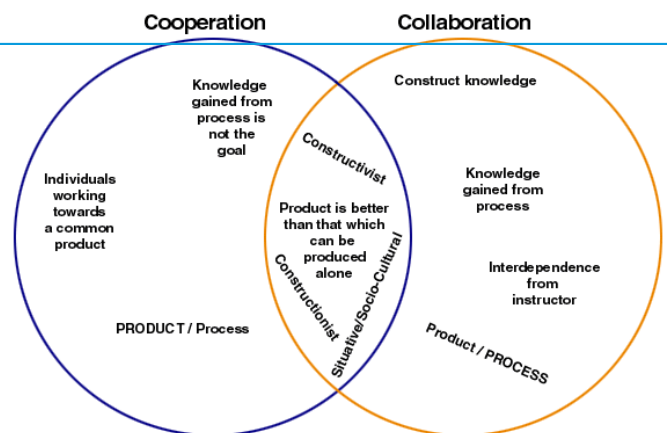 Cooperation
Collaboration
Knowledge
gained from
process is
not the
goal
Individuals
working
towards
a common
product
PRODUCT / Process
Constructivist
Product is better
than that which
can be
produced
alone
Constructionist
Situative/Socio-Cultural
Construct knowledge
Knowledge
gained from
process
Interdependence
from
instructor
Product / PROCESS